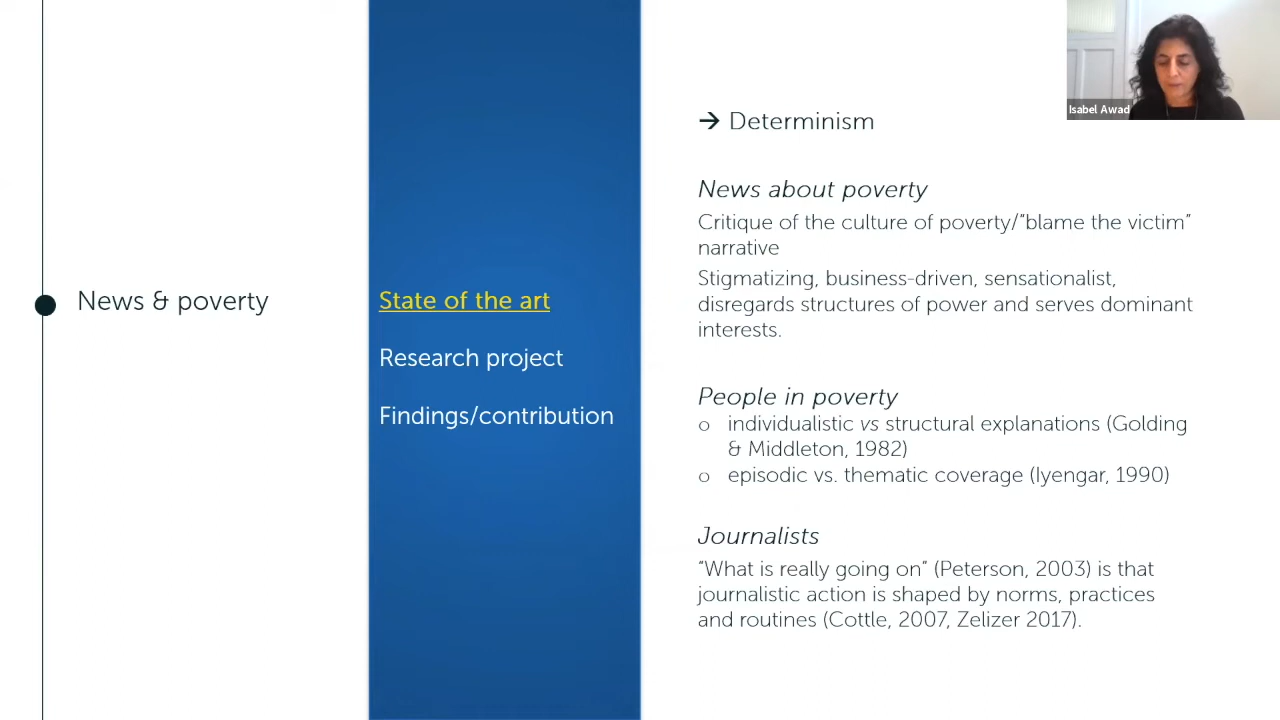 Isabel Awad
→ Determinism
News about poverty
Critique of the culture of poverty/“blame the victim”
narrative
Stigmatizing, business-driven, sensationalist,
disregards structures of power and serves dominant
interests.
News & poverty
State of the art
Research project
Findings/contribution
People in poverty
o individualistic vs structural explanations (Golding
& Middleton, 1982)
o episodic vs. thematic coverage (Iyengar, 1990)
Journalists
“What is really going on” (Peterson, 2003) is that
journalistic action is shaped by norms, practices
and routines (Cottle, 2007, Zelizer 2017).